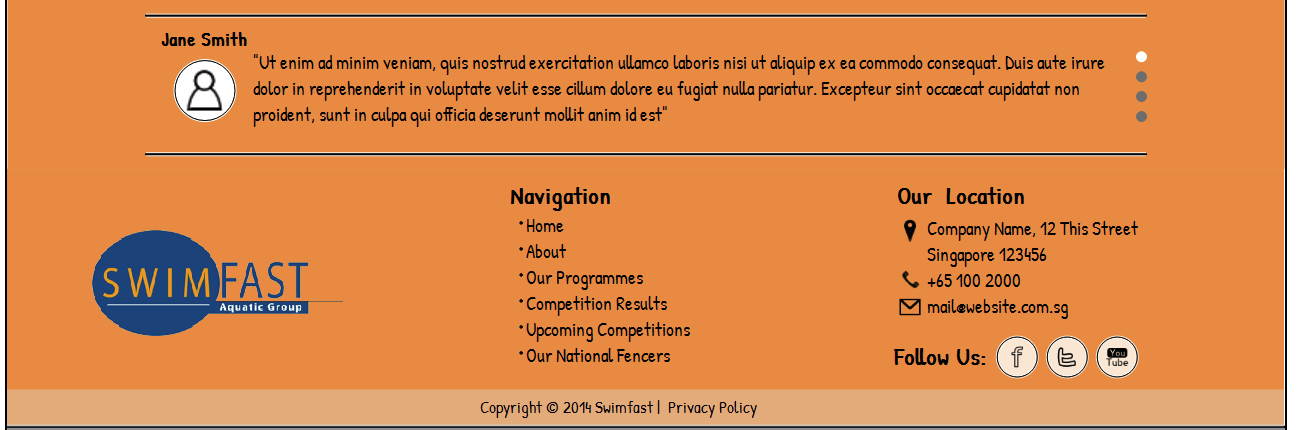 Jane Smith
"Ut enim ad minim veniam, quis nostrud exercitation ullamco laboris nisi ut aliquip ex ea commodo consequat. Duis aute irure
dolor in reprehenderit in voluptate velit esse cillum dolore eu fugiat nulla pariatur. Excepteur sint occaecat cupidatat non
proident, sunt in culpa qui officia deserunt mollit anim id est"
SWIMFAST
Aquatic Group
Navigation
• Home
• About
• Our Programmes
• Competition Results
• Upcoming Competitions
• Our National Fencers
Our Location
Company Name, 12 This Street
Singapore 123456
+65 100 2000
mail@website.com.sg
Follow Us:
f
t
You
Tube
Copyright © 2014 Swimfast | Privacy Policy